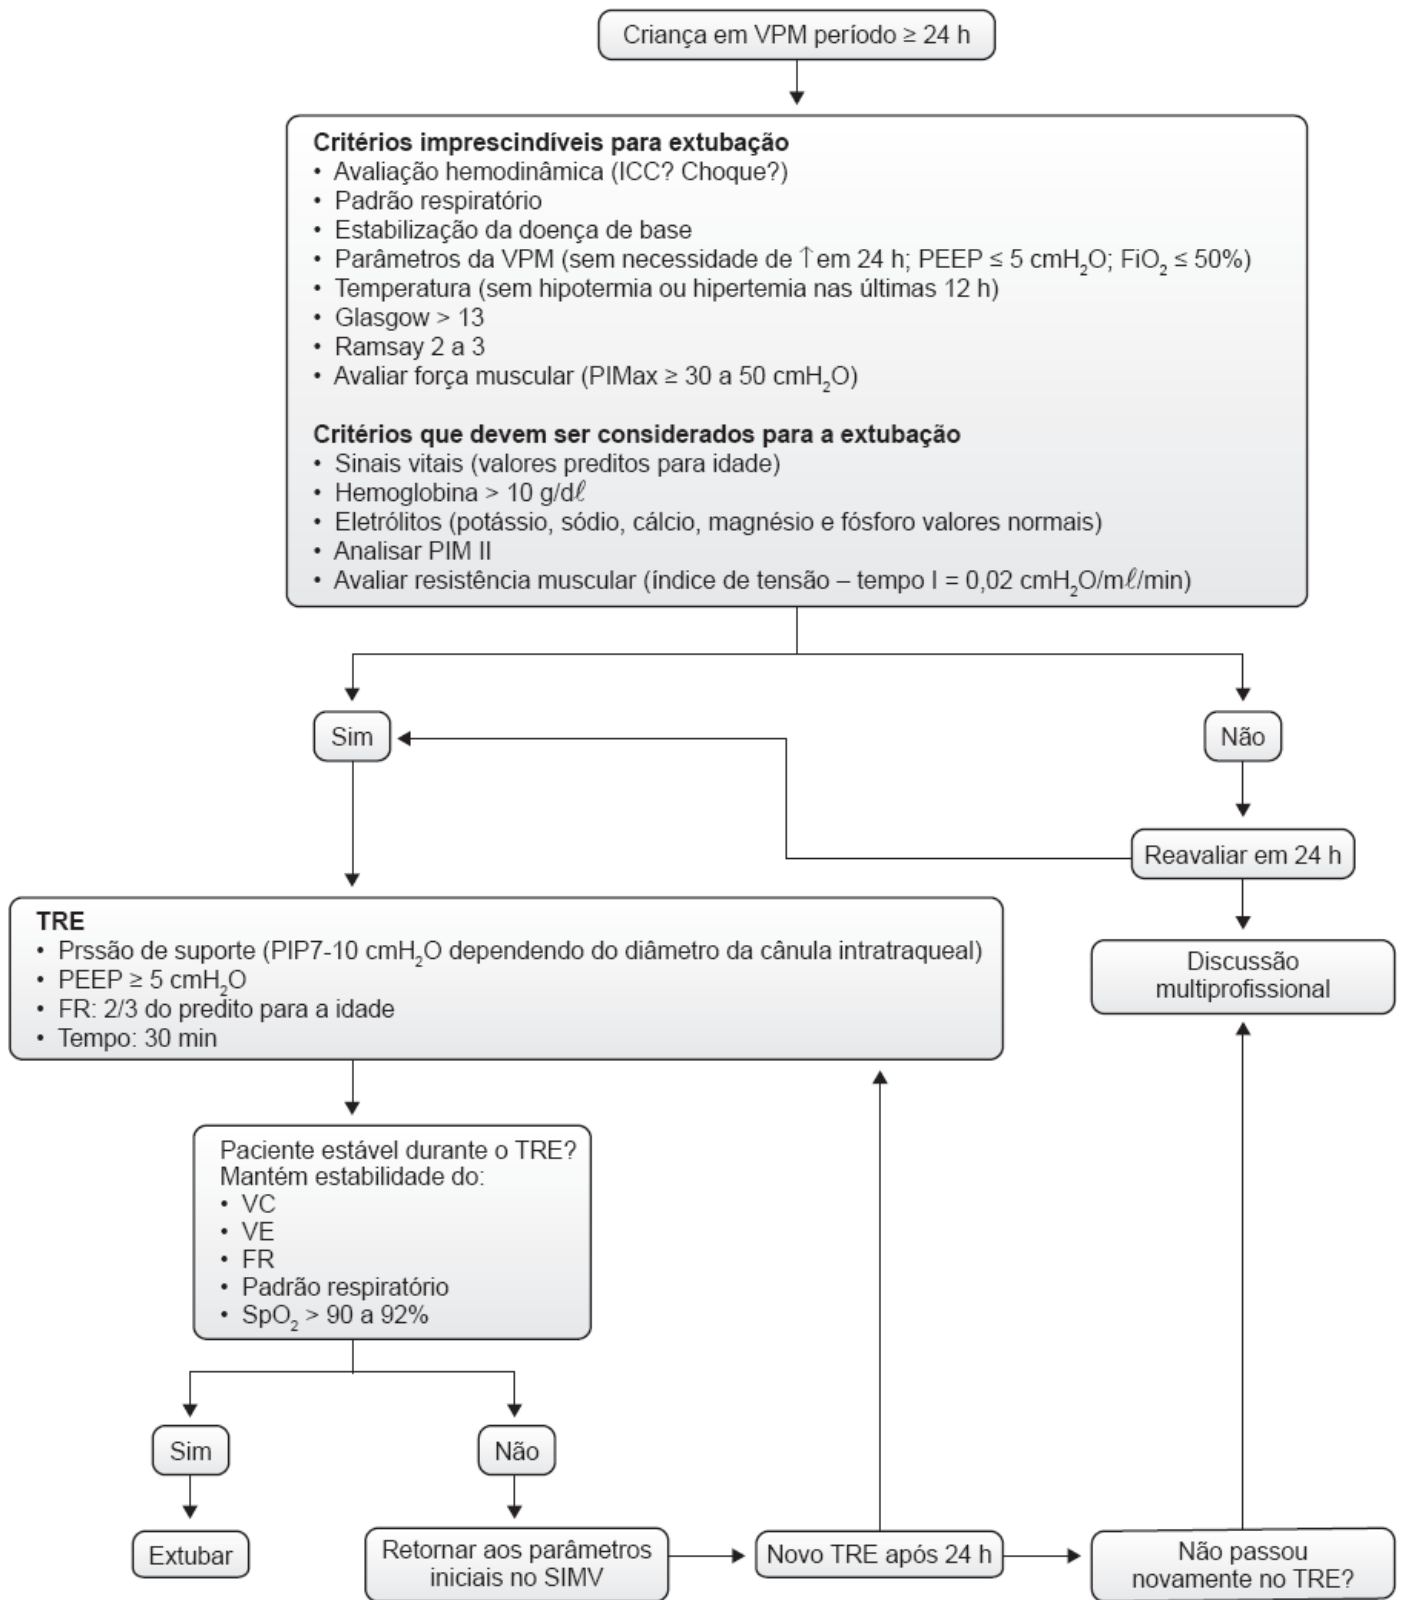 Criança em VPM período ≥ 24 h
Critérios imprescindíveis para extubação
• Avaliação hemodinâmica (ICC? Choque?)
• Padrão respiratório
• Estabilização da doença de base
• Parâmetros da VPM (sem necessidade de ↑ em 24 h; PEEP ≤ 5 cmH₂O; FiO₂ ≤ 50%)
• Temperatura (sem hipotermia ou hipertemia nas últimas 12 h)
• Glasgow > 13
• Ramsay 2 a 3
• Avaliar força muscular (PIMax ≥ 30 a 50 cmH₂O)
Critérios que devem ser considerados para a extubação
• Sinais vitais (valores preditos para idade)
• Hemoglobina > 10 g/dℓ
• Eletrólitos (potássio, sódio, cálcio, magnésio e fósforo valores normais)
• Analisar PIM II
• Avaliar resistência muscular (índice de tensão – tempo I = 0,02 cmH₂O/mℓ/min)
Sim
Não
Reavaliar em 24 h
TRE
• Prssão de suporte (PIP7-10 cmH₂O dependendo do diâmetro da cânula intratraqueal)
• PEEP ≥ 5 cmH₂O
• FR: 2/3 do predito para a idade
• Tempo: 30 min
Discussão
multiprofissional
Paciente estável durante o TRE?
Mantém estabilidade do:
• VC
• VE
• FR
• Padrão respiratório
• SpO₂ > 90 a 92%
Sim
Não
Extubar
Retornar aos parâmetros
iniciais no SIMV
Novo TRE após 24 h
Não passou
novamente no TRE?